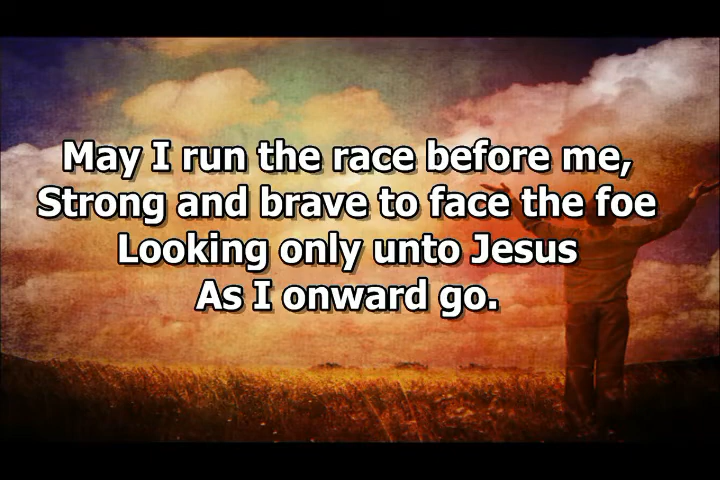 May I run the race before me,
Strong and brave to face the foe
Looking only unto Jesus
As I onward go.